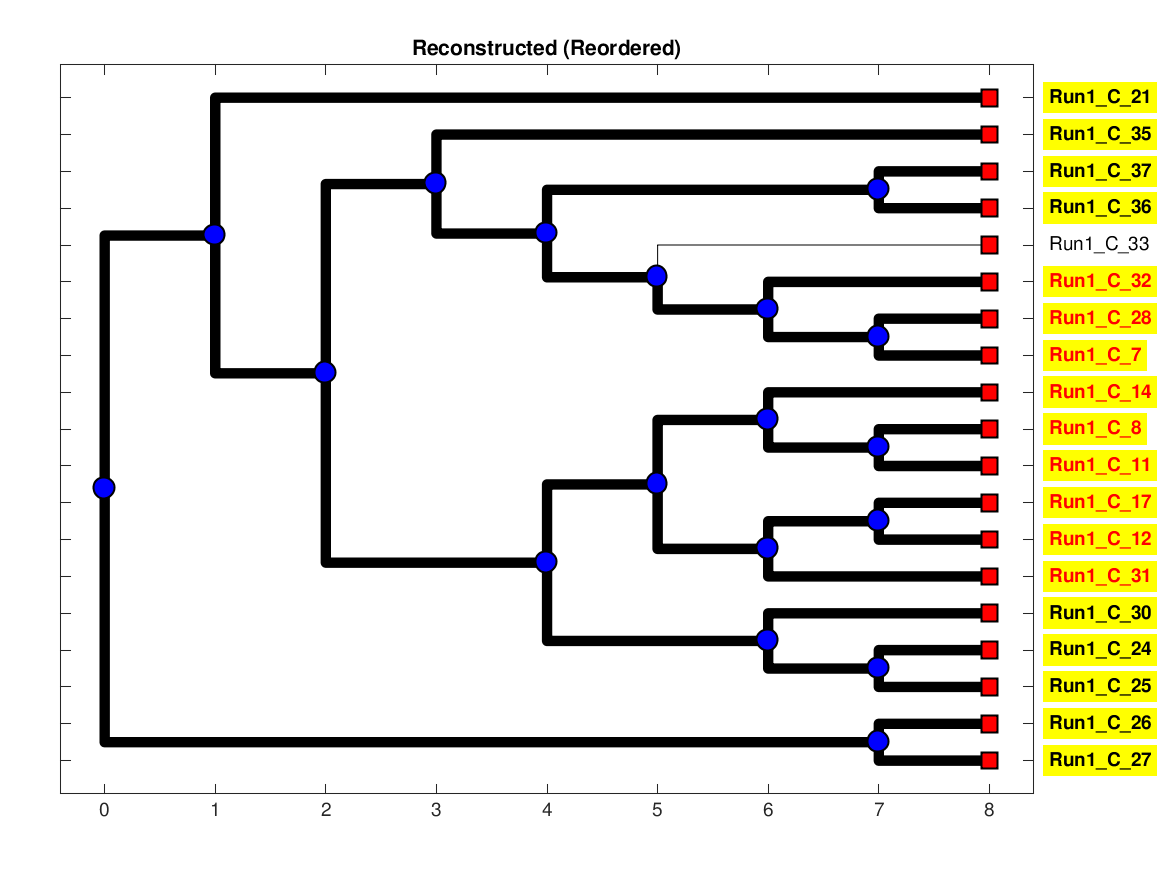 Reconstructed (Reordered)
Run1_C_21
Run1_C_35
Run1_C_37
Run1_C_36
Run1_C_33
Run1_C_32
Run1_C_28
Run1_C_7
Run1_C_14
Run1_C_8
Run1_C_11
Run1_C_17
Run1_C_12
Run1_C_31
Run1_C_30
Run1_C_24
Run1_C_25
Run1_C_26
Run1_C_27
0 1 2 3 4 5 6 7 8